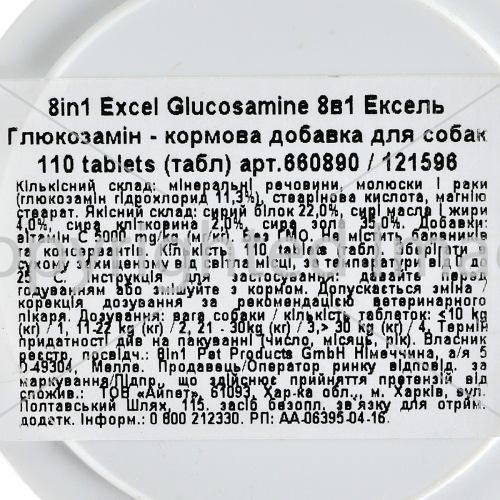 8in1 Excel Glucosamine 8в1 Ексель
Глюкозамін - кормова добавка для собак
110 tablets (табл) арт.660890 / 121596
Кількісний склад: мінеральні речовини, молюски і раки
(глюкозамін гідрохлорид 11,3%), стеарінова кислота, магнію
стеарат. Якісний склад: сирий білок 22,0%, сирі масла і жири
4,0%, сира клітковина 2,0%, сира зола 35,0%. Добавки:
вітамін С 5000 мг/кг. Без ГМО. Не містить барвників
та консервантів. Кількість 110 tablets (табл) Зберігати в
сухому, захищеному від світла місці, за температури від 5 до
25 °С. Інструкція для застосування: давайте перед
годуванням або змішуйте з кормом. Допускається зміна/
корекція дозування за рекомендацією ветеринарного
лікаря. Дозування: вага собаки / кількість таблеток: <10 kg
(кг) / 1, 11-22 kg (кг) / 2, 21 - 30kg (кг) / 3,> 30 kg (кг) / 4. Термін
придатності див на пакуванні (число, місяць, рік). Власник
реєстр. посвідч.: 8in1 Pet Products GmbH Німеччина, а/я 5
D-49304, Мелле. Продавець/Оператор ринку відповід. за
маркування/Підпр. що здійснює прийняття претензій від
спожив.: ТОВ «Айпет», 61093, Хар-ка обл., м. Харків, вул.
Полтавський Шлях, 115. засіб безопл. зв'язку для отрим.
додатк. Інформ.: 0 800 212330. РП: АА-06395-04-16.